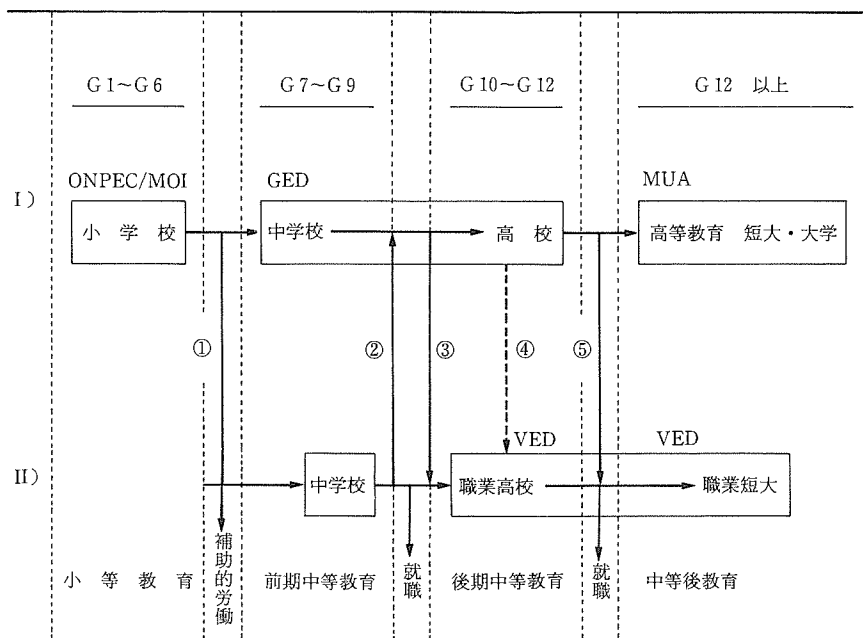 G1~G6 G7~G9 G10~G12 G12 以上
ONPEC/MOI GED MUA
I)
小学校 中学校 高校 高等教育 短大・大学
① ② ③ ④ ⑤
VED VED
II)
中学校 職業高校 職業短大
小等教育 補助的労働 前期中等教育 就職 後期中等教育 就職 中等後教育